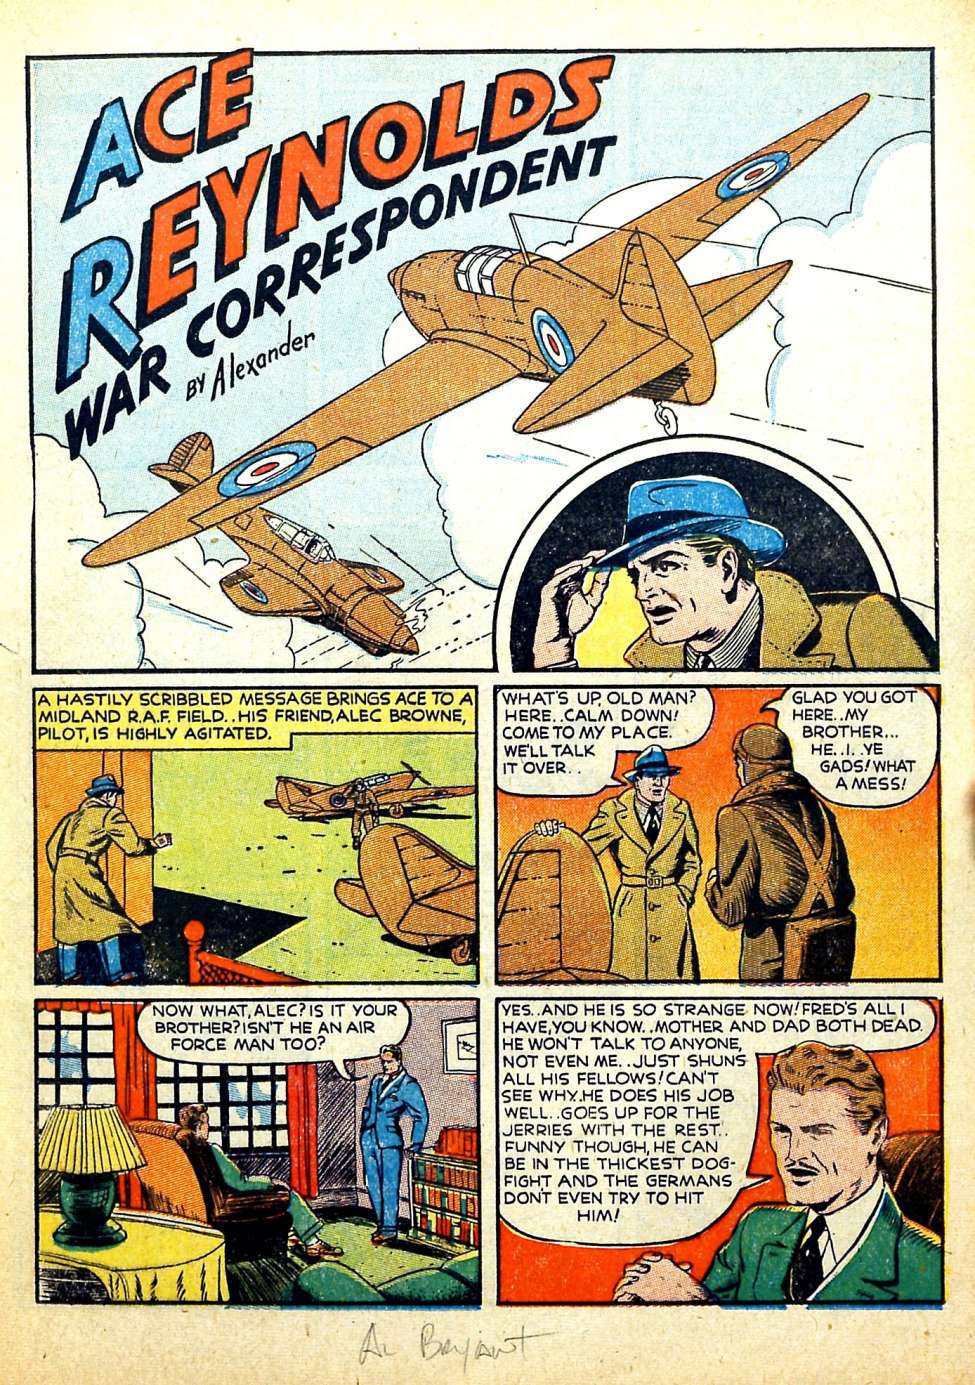 ACE
REYNOLDS
WAR CORRESPONDENT
BY Alexander
A HASTILY SCRIBBLED MESSAGE BRINGS ACE TO A
MIDLAND R.A.F. FIELD..HIS FRIEND, ALEC BROWNE,
PILOT, IS HIGHLY AGITATED.
WHAT'S UP, OLD MAN?
HERE..CALM DOWN!
COME TO MY PLACE.
WE'LL TALK
IT OVER..
GLAD YOU GOT
HERE..MY
BROTHER...
HE..I..YE
GADS! WHAT
A MESS!
NOW WHAT, ALEC? IS IT YOUR
BROTHER? ISN'T HE AN AIR
FORCE MAN TOO?
YES..AND HE IS SO STRANGE NOW! FRED'S ALL I
HAVE, YOU KNOW..MOTHER AND DAD BOTH DEAD.
HE WON'T TALK TO ANYONE,
NOT EVEN ME...JUST SHUNS
ALL HIS FELLOWS! CAN'T
SEE WHY. HE DOES HIS JOB
WELL..GOES UP FOR THE
JERRIES WITH THE REST..
FUNNY THOUGH, HE CAN
BE IN THE THICKEST DOG-
FIGHT AND THE GERMANS
DON'T EVEN TRY TO HIT
HIM!
Al Bryant